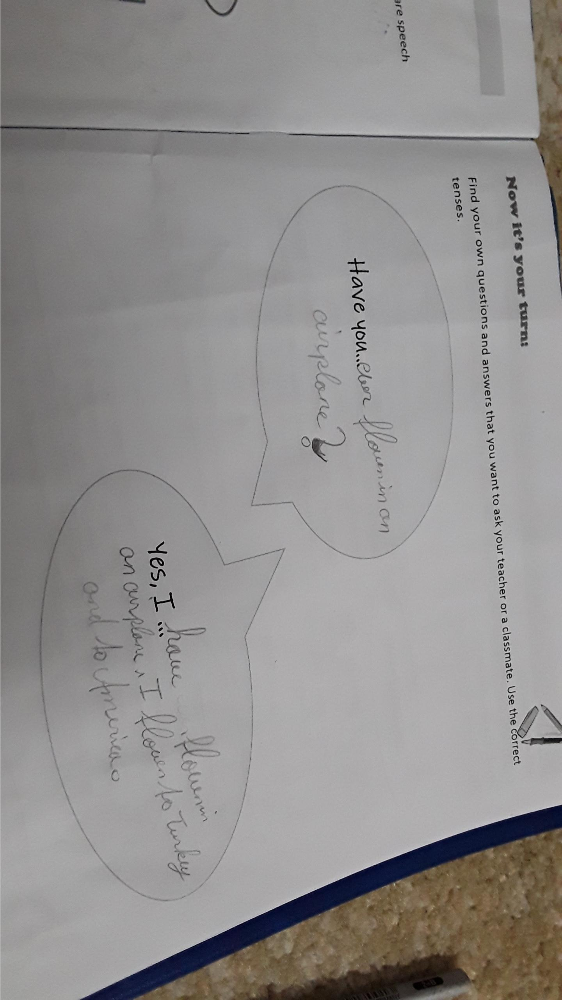 are speech
Now it's your turn:
Find your own questions and answers that you want to ask your teacher or a classmate. Use the correct
tenses.
Have you... ever flowen in an
airplane?
Yes, I ... have flowen in
an airplane, I flowen to Turkey
and to America.